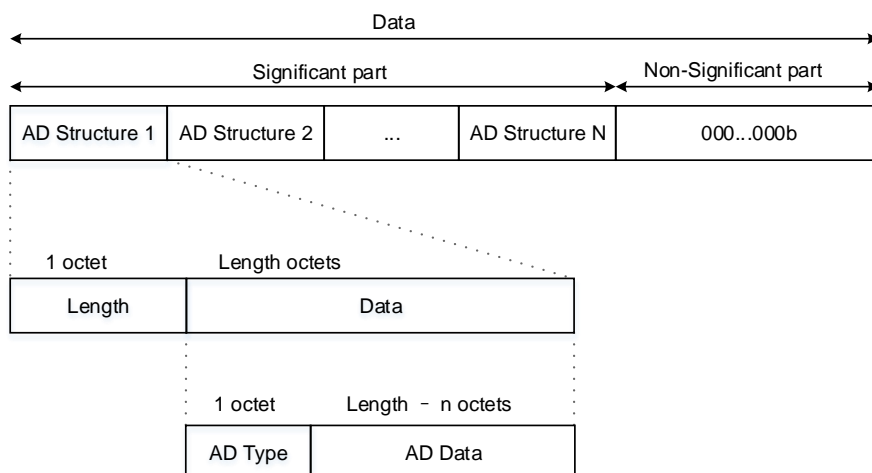 Data
Significant part
Non-Significant part
AD Structure 1
AD Structure 2
...
AD Structure N
000...000b
1 octet
Length octets
Length
Data
1 octet
Length - n octets
AD Type
AD Data